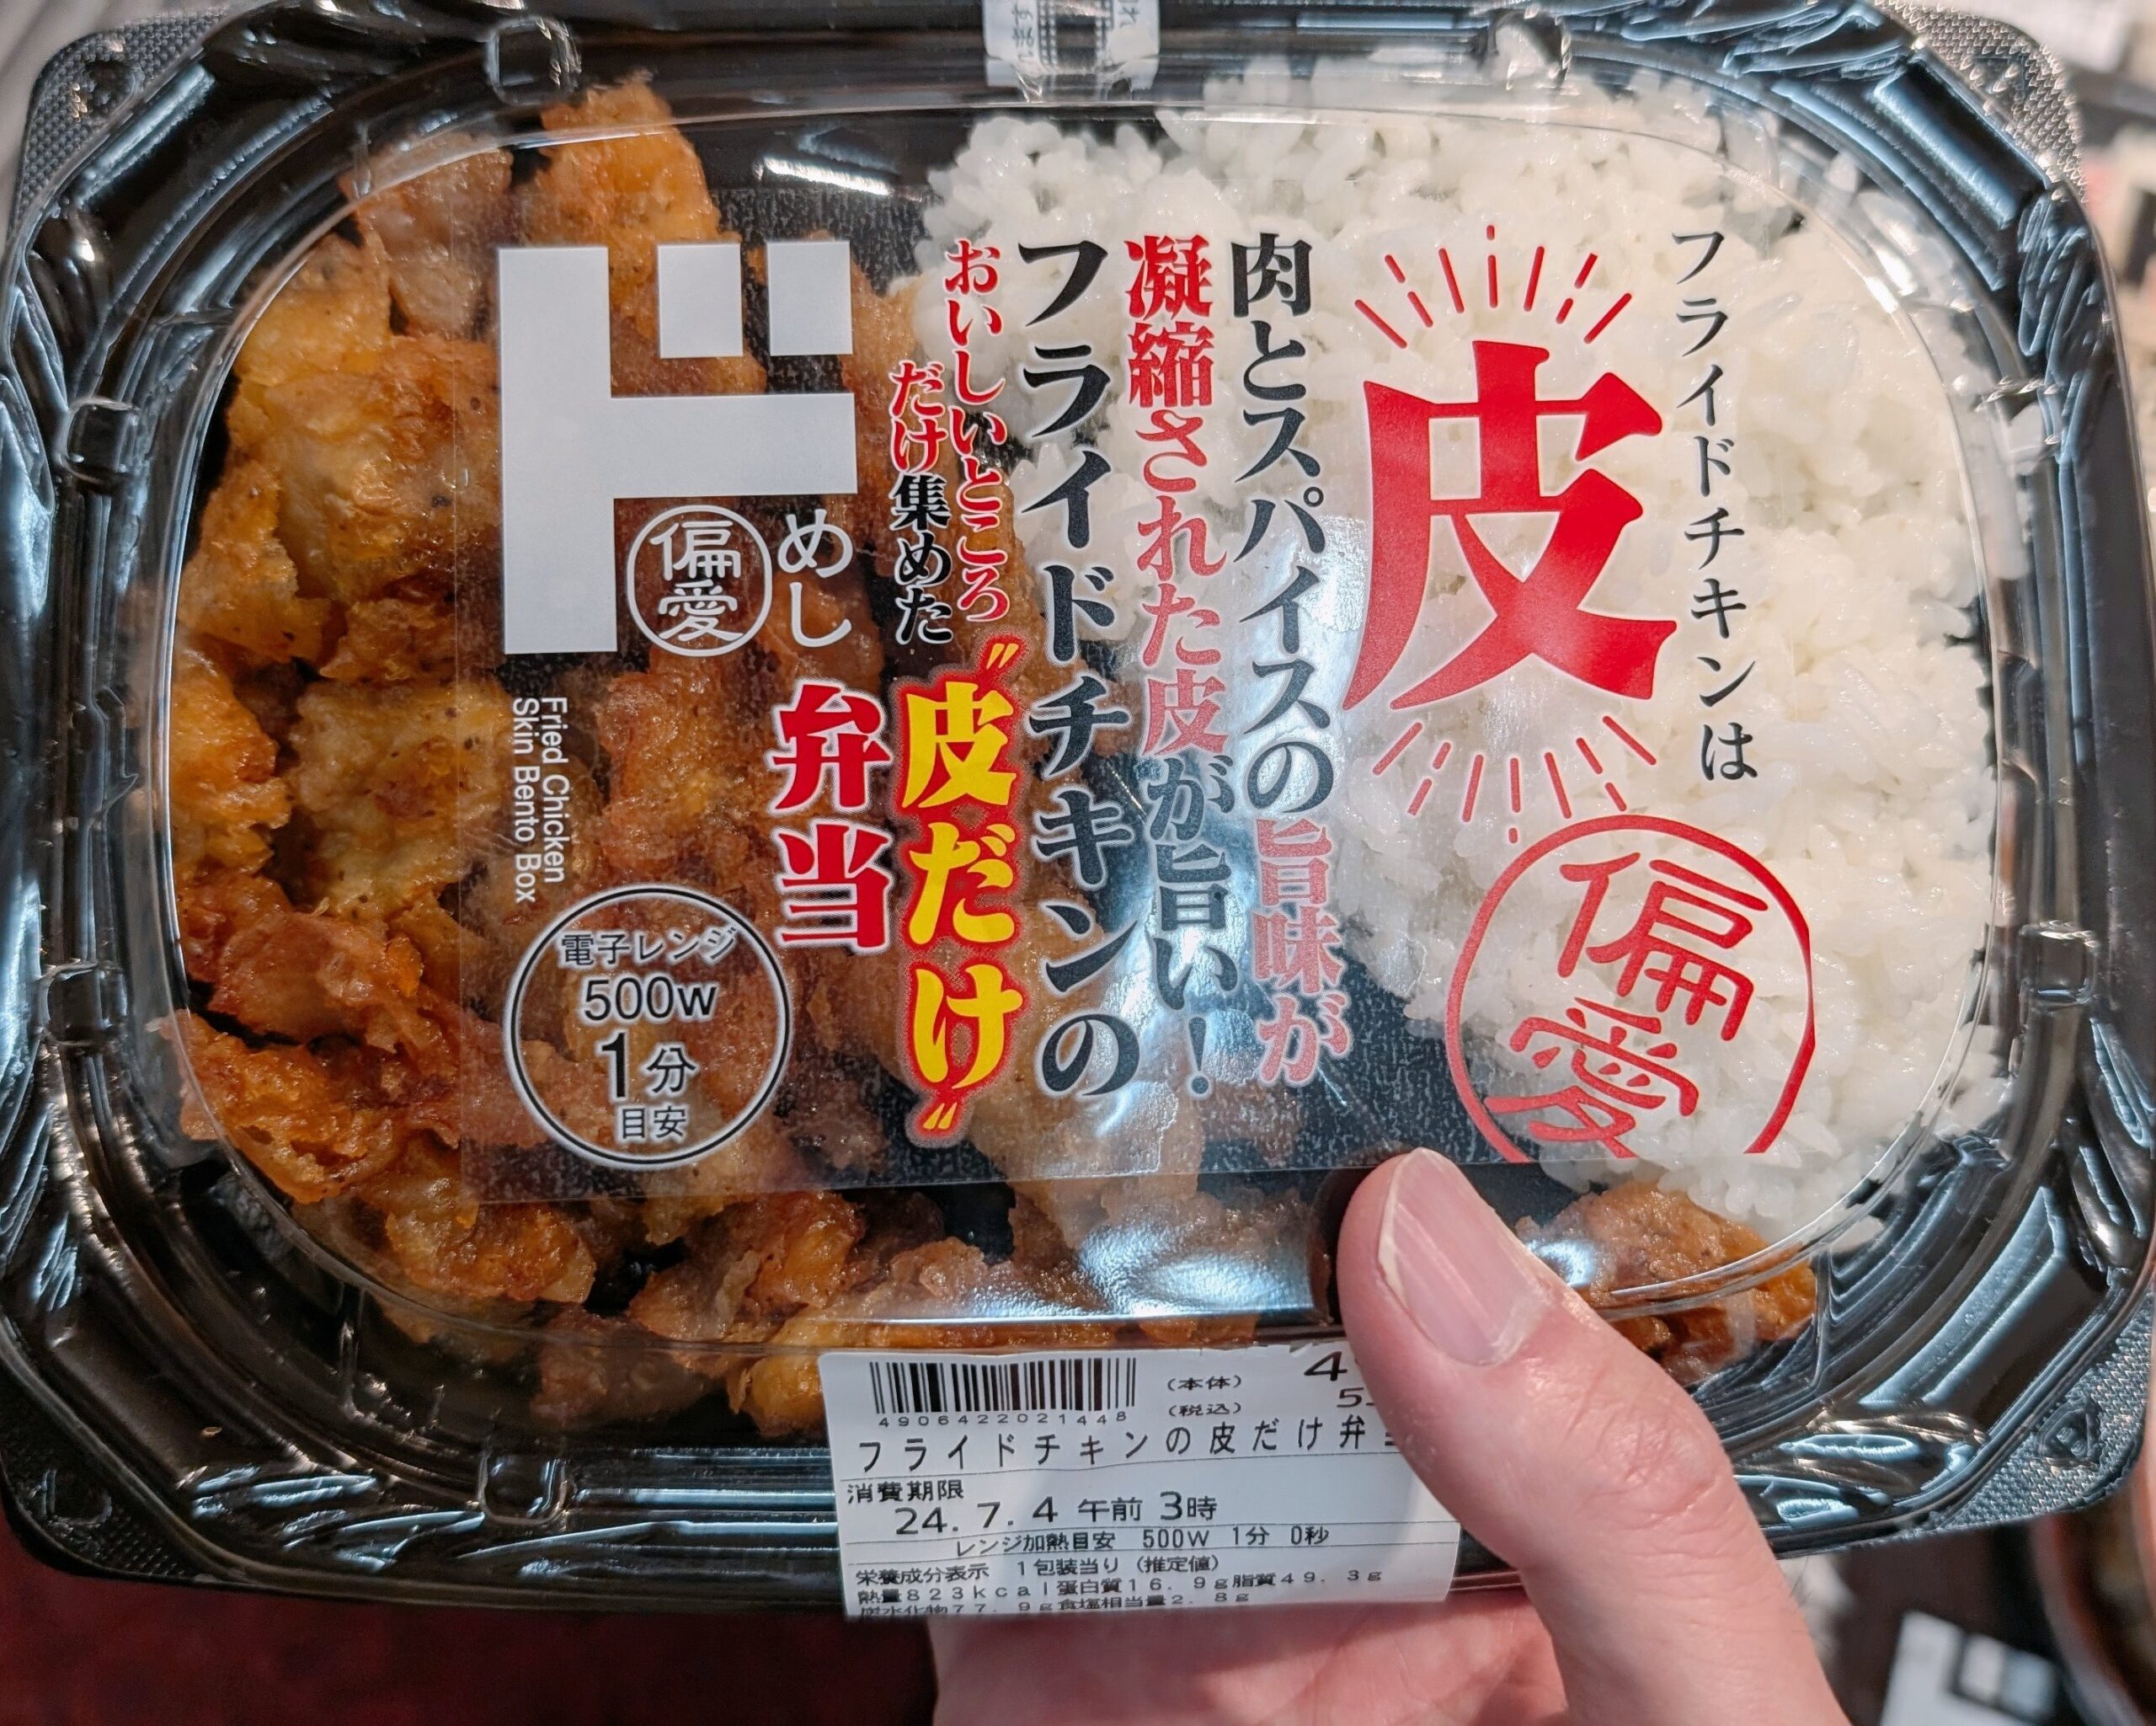 フライドチキンは
皮
偏愛
肉とスパイスの旨味が
凝縮された皮が旨い!
フライドチキンの
おいしいところ
だけ集めた
"皮だけ"
弁当
ド
偏愛
めし
Fried Chicken
Skin Bento Box
電子レンジ
500w
1分
目安
4906422021448
(本体) 4
(税込) 5
フライドチキンの皮だけ弁
消費期限
24.7.4 午前 3時
レンジ加熱目安 500W 1分 0秒
栄養成分表示 1包装当り(推定値)
熱量823kcal蛋白質16.9g脂質49.3g
炭水化物77.9g食塩相当量2.8g